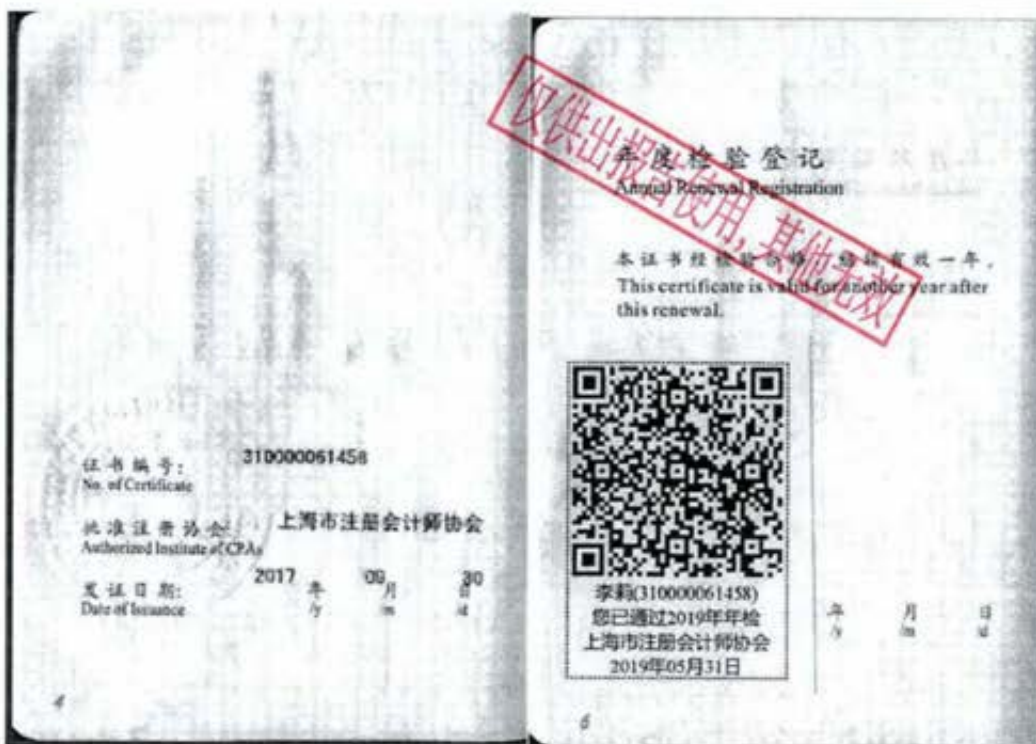 证书编号:
310000061458
No. of Certificate
批准注册协会:
上海市注册会计师协会
Authorized Institute of CPAs
发证日期:
2017 年 09 月 30 日
Date of Issuance
/y /m /d
4
仅供出报告使用,其他无效
年度检验登记
Annual Renewal Registration
本证书经检验合格,继续有效一年。
This certificate is valid for another year after
this renewal.
李莉(310000061458)
您已通过2019年年检
上海市注册会计师协会
2019年05月31日
年 月 日
/y /m /d
6